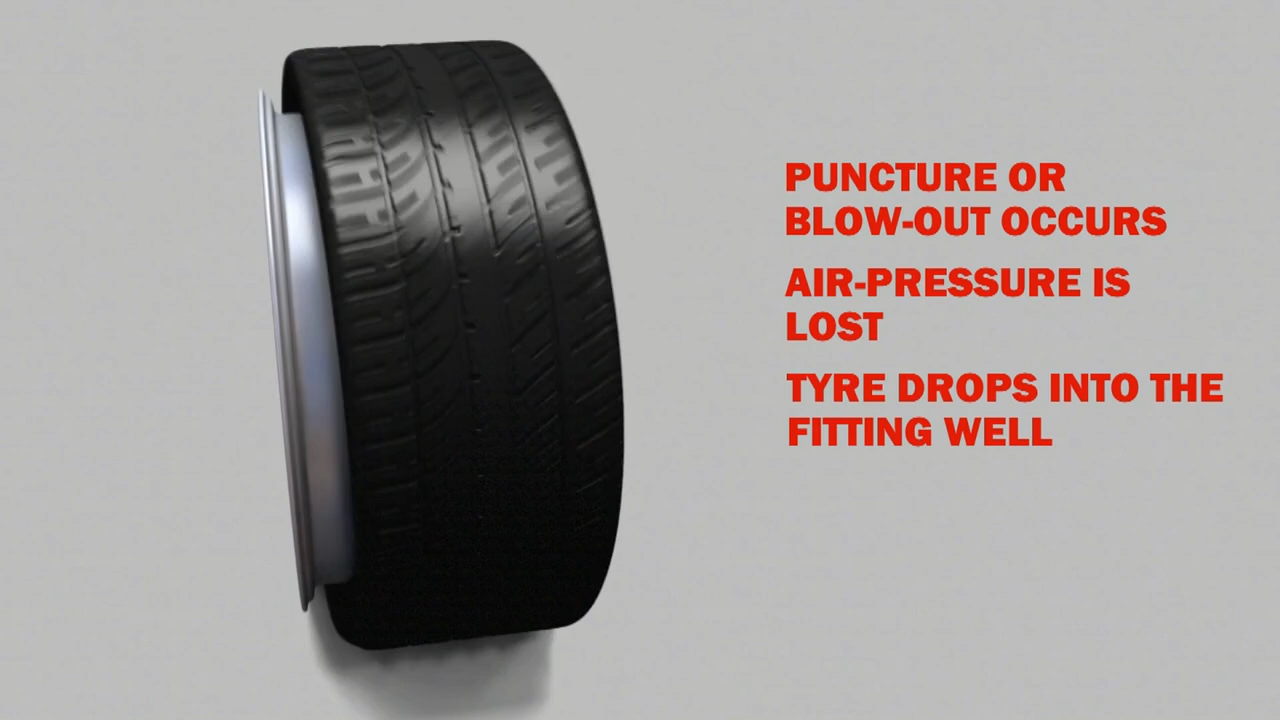 PUNCTURE OR
BLOW-OUT OCCURS
AIR-PRESSURE IS
LOST
TYRE DROPS INTO THE
FITTING WELL